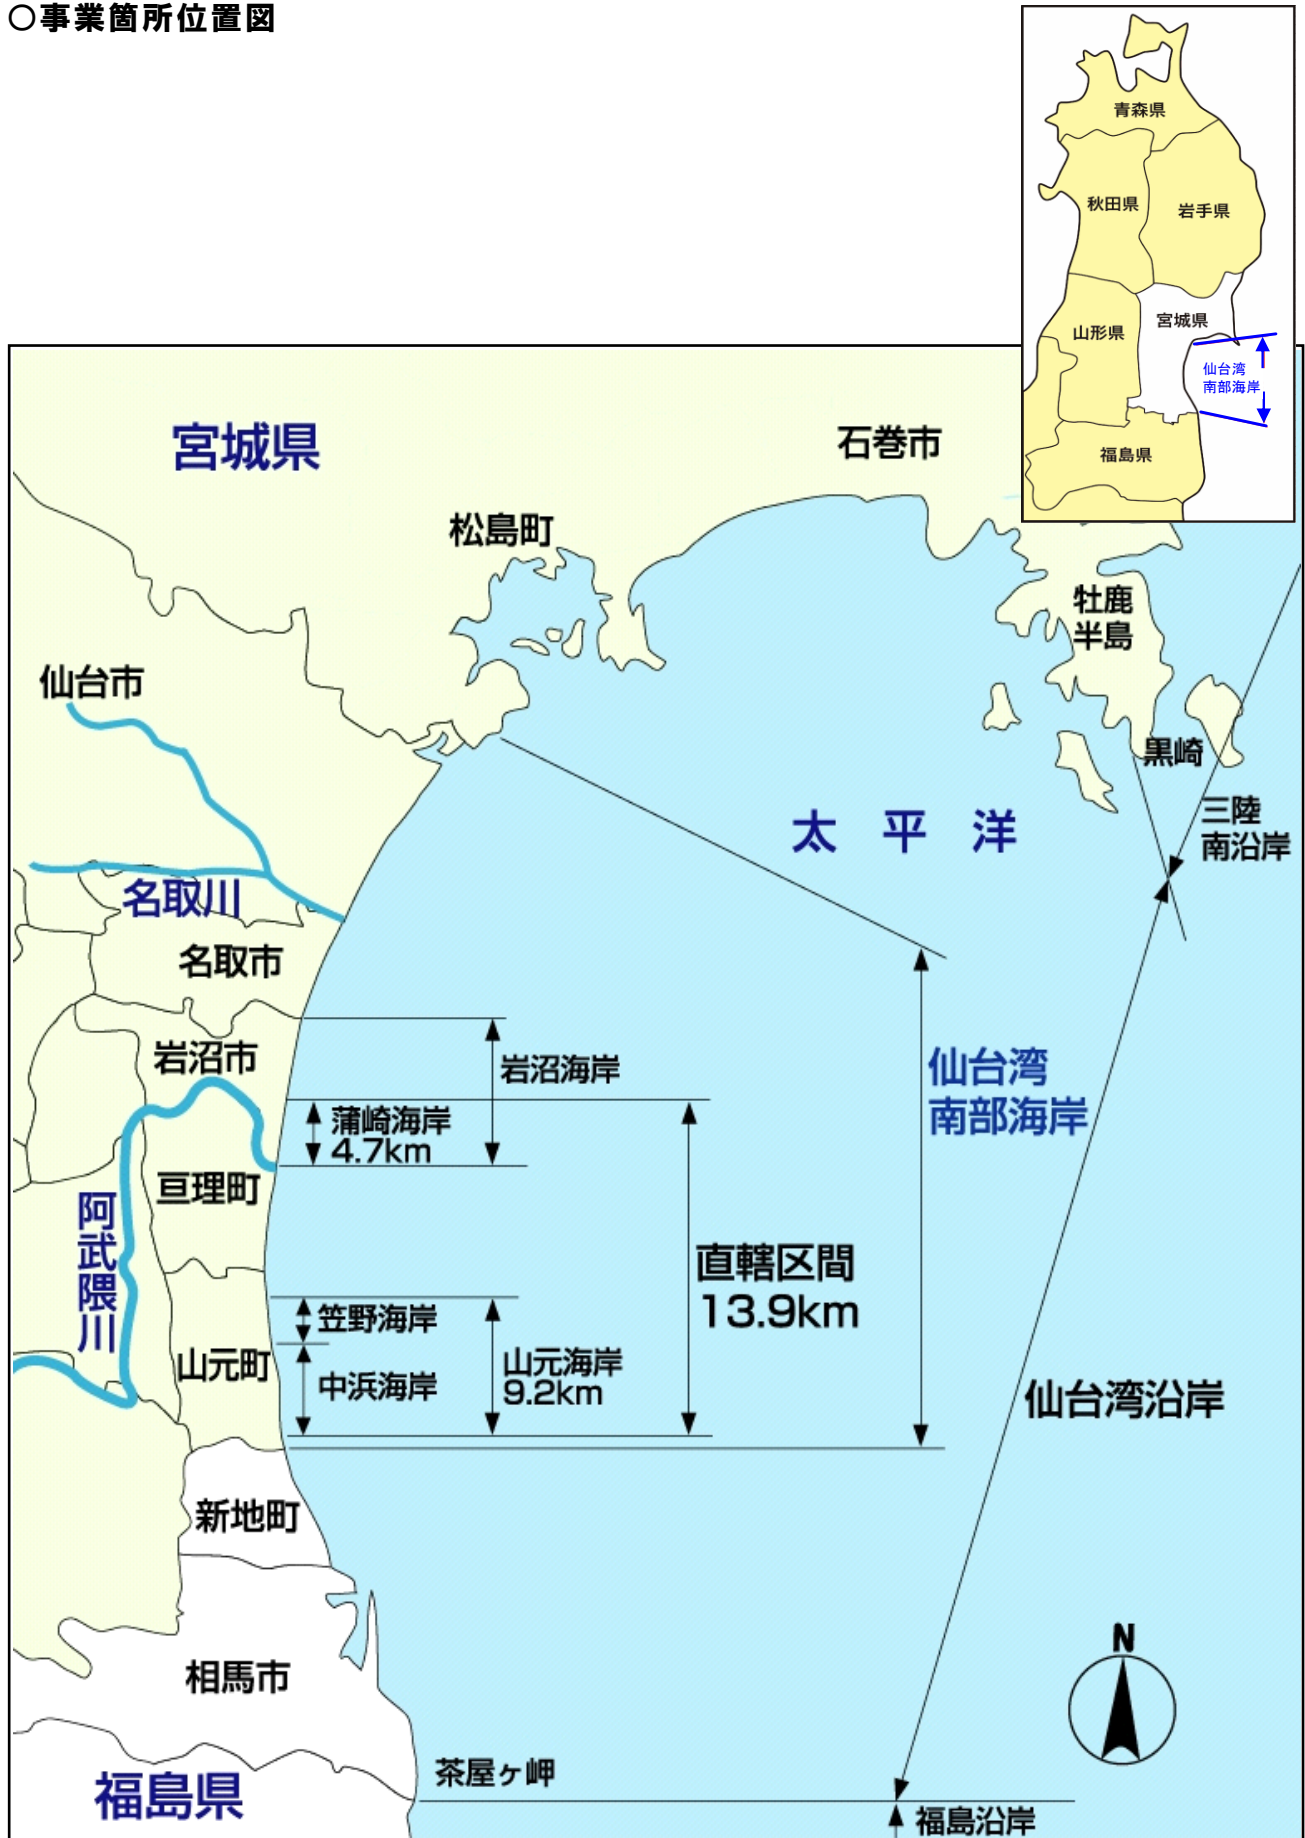 ○事業箇所位置図
青森県
秋田県
岩手県
山形県
宮城県
仙台湾
南部海岸
福島県
宮城県
石巻市
松島町
牡鹿
半島
仙台市
黒崎
三陸
南沿岸
太平洋
名取川
名取市
岩沼市
岩沼海岸
仙台湾
南部海岸
蒲崎海岸
4.7km
亘理町
阿武隈川
直轄区間
13.9km
笠野海岸
山元町
山元海岸
9.2km
中浜海岸
仙台湾沿岸
新地町
N
相馬市
茶屋ヶ岬
福島県
福島沿岸